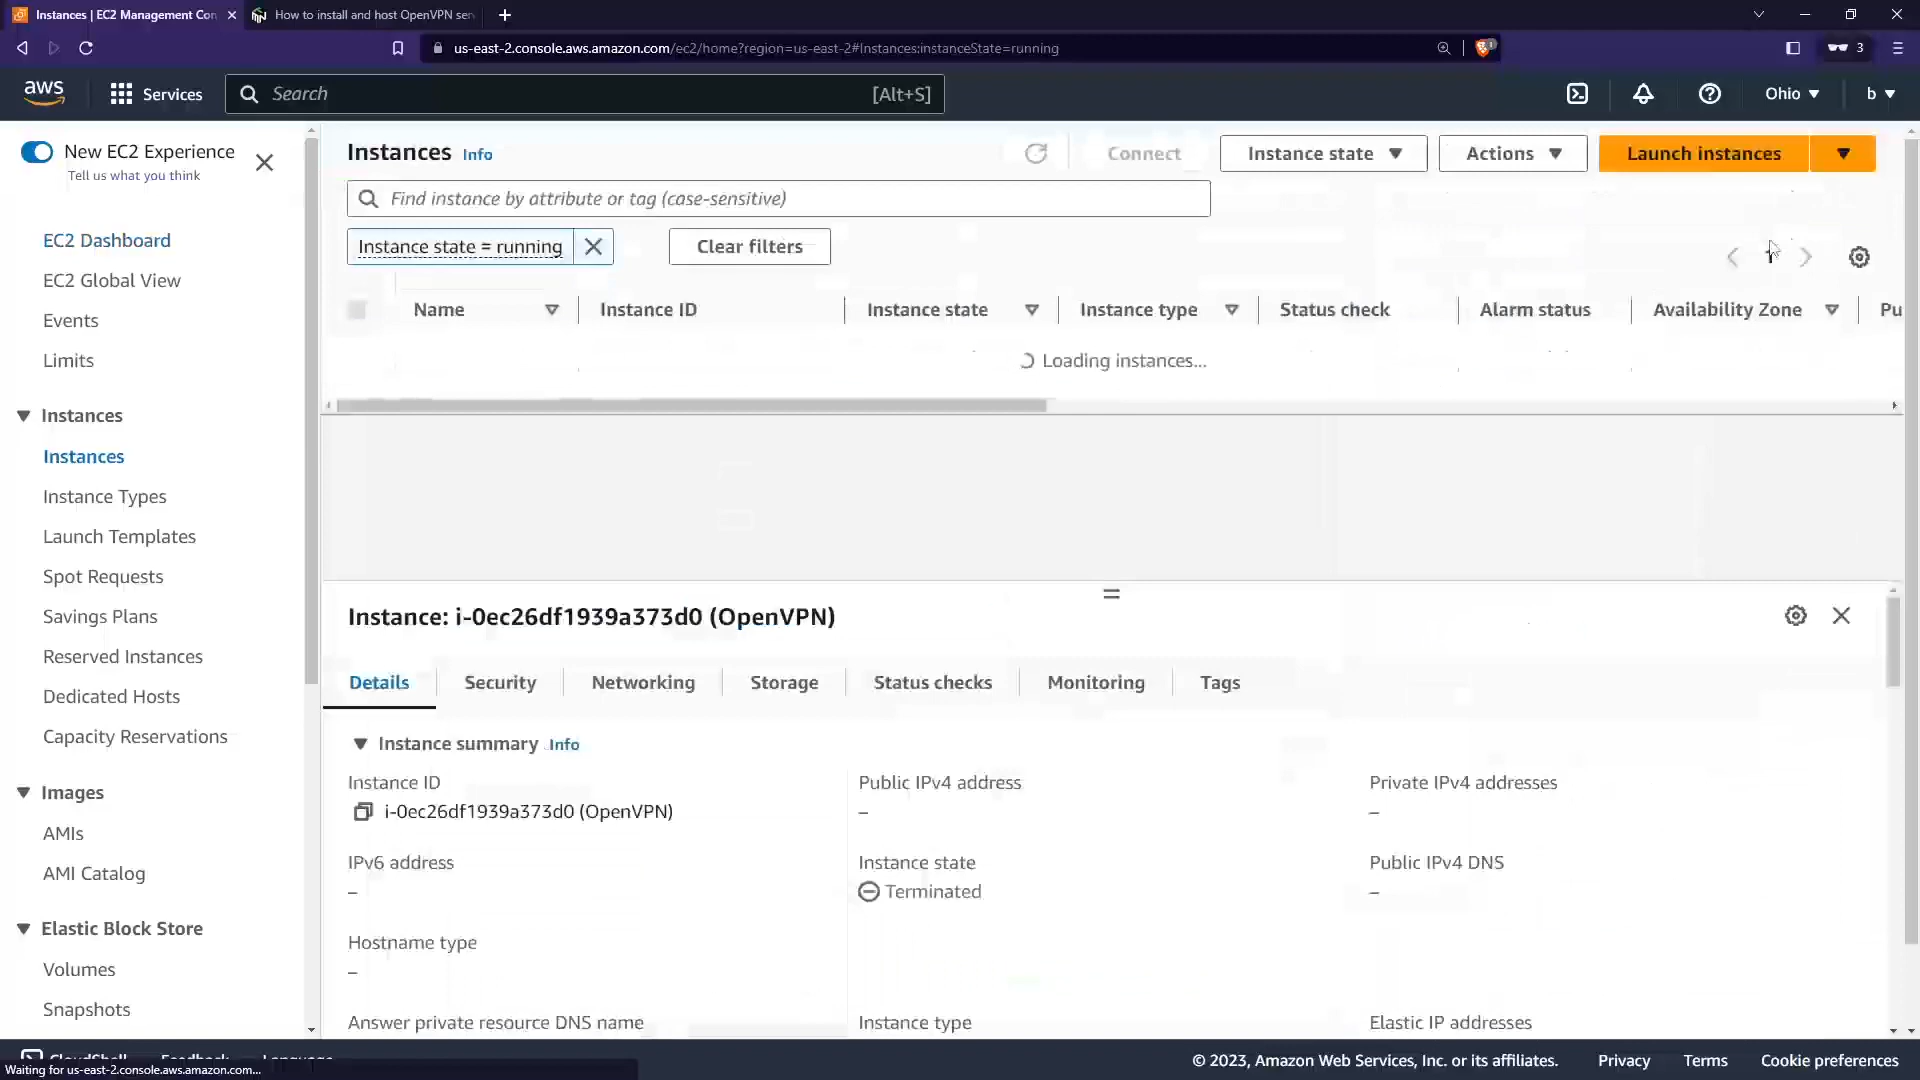 Instances | EC2 Management Con
How to install and host OpenVPN ser
us-east-2.console.aws.amazon.com/ec2/home?region=us-east-2#Instances:instanceState=running
3
aws
Services
Search
[Alt+S]
Ohio
b
New EC2 Experience
Tell us what you think
EC2 Dashboard
EC2 Global View
Events
Limits
Instances
Instances
Instance Types
Launch Templates
Spot Requests
Savings Plans
Reserved Instances
Dedicated Hosts
Capacity Reservations
Images
AMIs
AMI Catalog
Elastic Block Store
Volumes
Snapshots
Instances Info
Connect
Instance state
Actions
Launch instances
Find instance by attribute or tag (case-sensitive)
Instance state = running
Clear filters
Name
Instance ID
Instance state
Instance type
Status check
Alarm status
Availability Zone
Pu
Loading instances...
Instance: i-0ec26df1939a373d0 (OpenVPN)
Details
Security
Networking
Storage
Status checks
Monitoring
Tags
Instance summary Info
Instance ID
i-0ec26df1939a373d0 (OpenVPN)
Public IPv4 address
–
Private IPv4 addresses
–
IPv6 address
–
Instance state
Terminated
Public IPv4 DNS
–
Hostname type
–
Answer private resource DNS name
Instance type
Elastic IP addresses
CloudShell
Feedback
Language
Waiting for us-east-2.console.aws.amazon.com...
© 2023, Amazon Web Services, Inc. or its affiliates.
Privacy
Terms
Cookie preferences